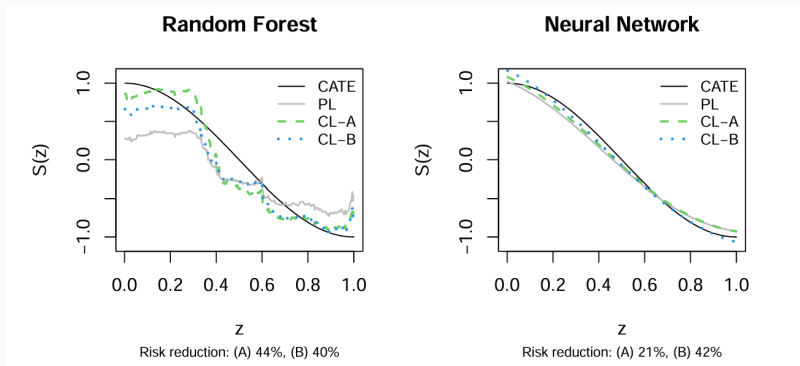 Random Forest
S(z)
1.0
0.0
−1.0
CATE
PL
CL−A
CL−B
0.0 0.2 0.4 0.6 0.8 1.0
z
Risk reduction: (A) 44%, (B) 40%
Neural Network
S(z)
1.0
0.0
−1.0
CATE
PL
CL−A
CL−B
0.0 0.2 0.4 0.6 0.8 1.0
z
Risk reduction: (A) 21%, (B) 42%